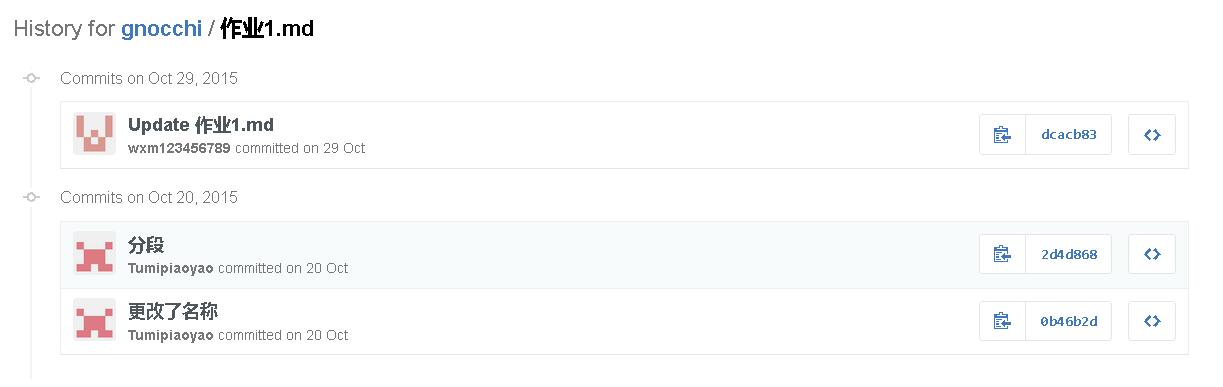 History for gnocchi / 作业1.md
Commits on Oct 29, 2015
Update 作业1.md
wxm123456789 committed on 29 Oct
dcacb83
Commits on Oct 20, 2015
分段
Tumipiaoyao committed on 20 Oct
2d4d868
更改了名称
Tumipiaoyao committed on 20 Oct
0b46b2d